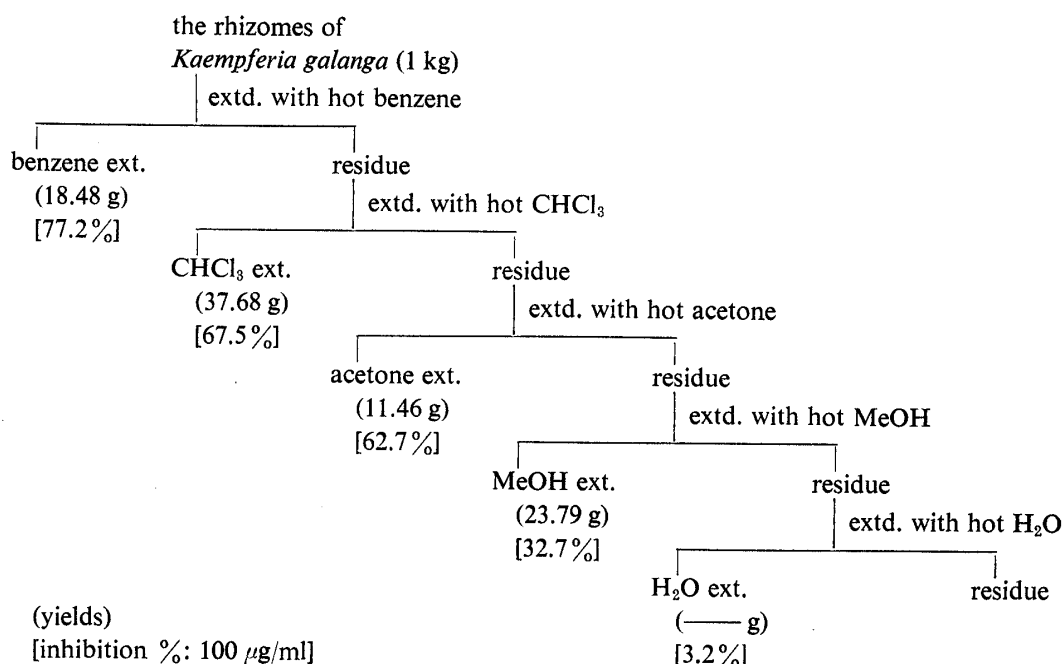 the rhizomes of
Kaempferia galanga (1 kg)
extd. with hot benzene
benzene ext.
(18.48 g)
[77.2%]
residue
extd. with hot CHCl₃
CHCl₃ ext.
(37.68 g)
[67.5%]
residue
extd. with hot acetone
acetone ext.
(11.46 g)
[62.7%]
residue
extd. with hot MeOH
MeOH ext.
(23.79 g)
[32.7%]
residue
extd. with hot H₂O
H₂O ext.
(—— g)
[3.2%]
residue
(yields)
[inhibition %: 100 μg/ml]